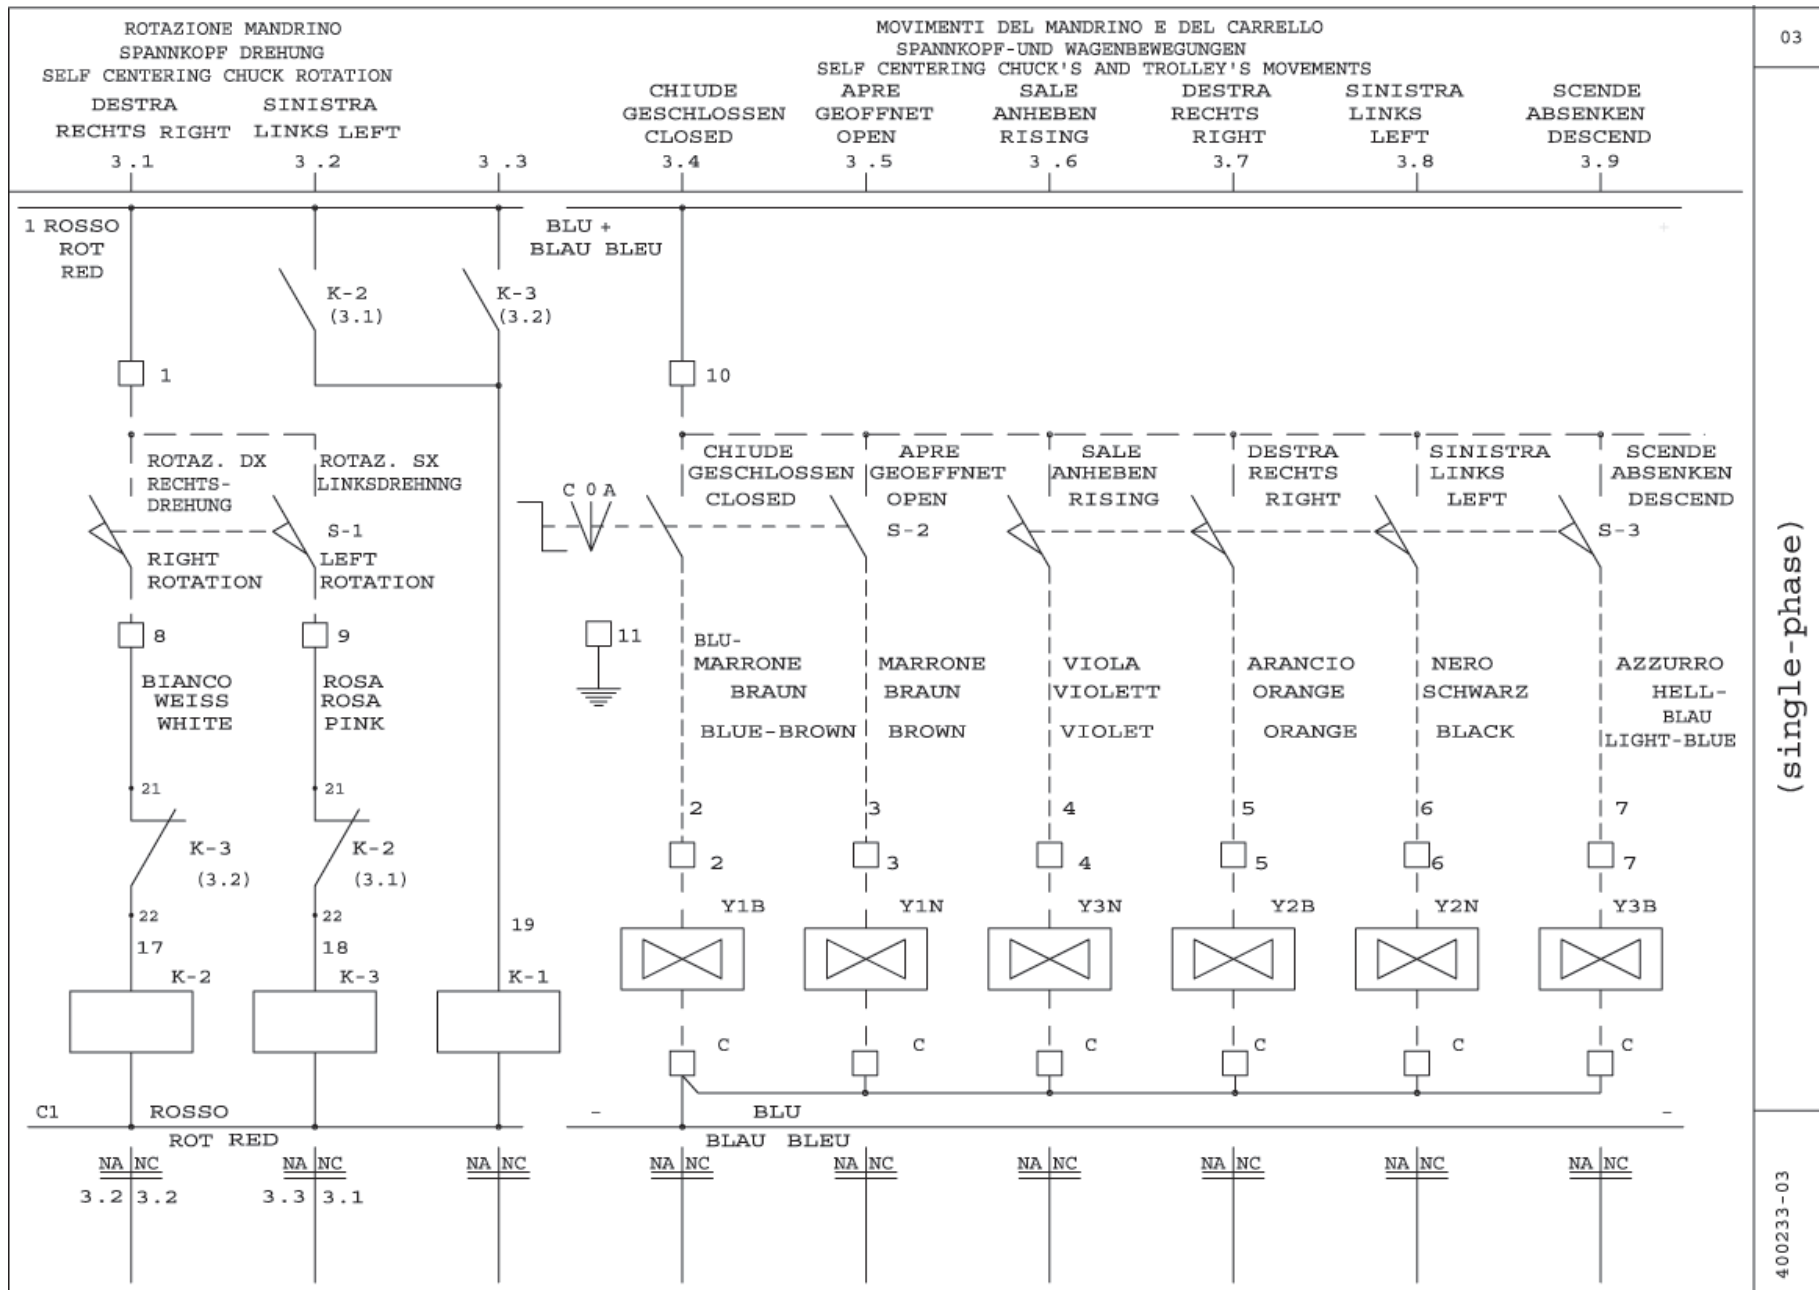 ROTAZIONE MANDRINO
SPANNKOPF DREHUNG
SELF CENTERING CHUCK ROTATION
MOVIMENTI DEL MANDRINO E DEL CARRELLO
SPANNKOPF-UND WAGENBEWEGUNGEN
SELF CENTERING CHUCK'S AND TROLLEY'S MOVEMENTS
03
DESTRA
RECHTS RIGHT
3.1
SINISTRA
LINKS LEFT
3.2
3.3
CHIUDE
GESCHLOSSEN
CLOSED
3.4
APRE
GEOFFNET
OPEN
3.5
SALE
ANHEBEN
RISING
3.6
DESTRA
RECHTS
RIGHT
3.7
SINISTRA
LINKS
LEFT
3.8
SCENDE
ABSENKEN
DESCEND
3.9
1 ROSSO
ROT
RED
BLU +
BLAU BLEU
+
K-2
(3.1)
K-3
(3.2)
1
10
ROTAZ. DX
RECHTS-
DREHUNG
RIGHT
ROTATION
ROTAZ. SX
LINKSDREHNNG
S-1
LEFT
ROTATION
C 0 A
CHIUDE
GESCHLOSSEN
CLOSED
APRE
GEOEFFNET
OPEN
S-2
SALE
ANHEBEN
RISING
DESTRA
RECHTS
RIGHT
SINISTRA
LINKS
LEFT
SCENDE
ABSENKEN
DESCEND
S-3
8
9
11
BIANCO
WEISS
WHITE
ROSA
ROSA
PINK
BLU-
MARRONE
BRAUN
BLUE-BROWN
MARRONE
BRAUN
BROWN
VIOLA
VIOLETT
VIOLET
ARANCIO
ORANGE
ORANGE
NERO
SCHWARZ
BLACK
AZZURRO
HELL-
BLAU
LIGHT-BLUE
21
21
2
3
4
5
6
7
K-3
(3.2)
K-2
(3.1)
2
3
4
5
6
7
22
22
17
18
19
Y1B
Y1N
Y3N
Y2B
Y2N
Y3B
K-2
K-3
K-1
C
C
C
C
C
C
C1
ROSSO
ROT RED
-
BLU
BLAU BLEU
-
NA NC
NA NC
NA NC
NA NC
NA NC
NA NC
NA NC
NA NC
NA NC
3.2 3.2
3.3 3.1
(single-phase)
400233-03